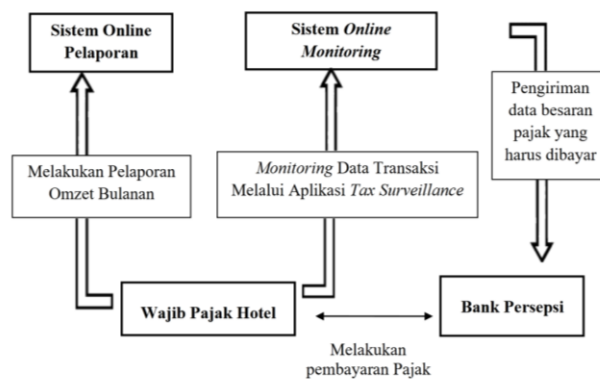 Sistem Online
Pelaporan
Sistem Online
Monitoring
Pengiriman
data besaran
pajak yang
harus dibayar
Melakukan Pelaporan
Omzet Bulanan
Monitoring Data Transaksi
Melalui Aplikasi Tax Surveillance
Wajib Pajak Hotel
Bank Persepsi
Melakukan
pembayaran Pajak